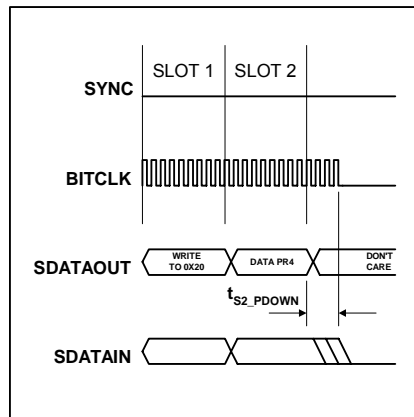 SLOT 1 SLOT 2
SYNC
BITCLK
SDATAOUT
WRITE
TO 0X20
DATA PR4
DON'T
CARE
tS2_PDOWN
SDATAIN